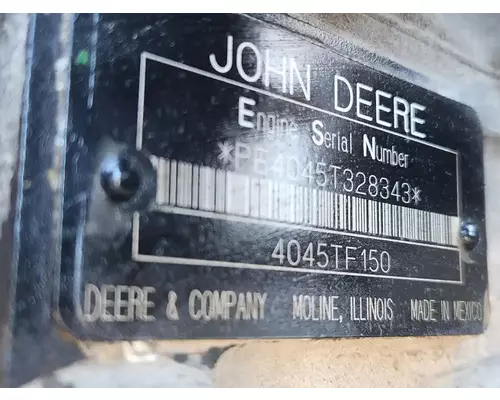 JOHN DEERE
Engine Serial Number
*PE4045T328343*
4045TF150
DEERE & COMPANY MOLINE, ILLINOIS MADE IN MEXICO